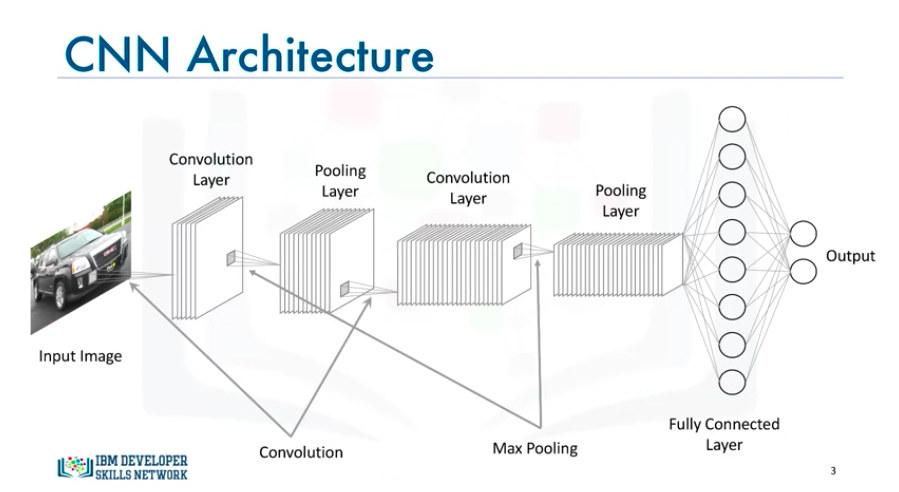 CNN Architecture
Convolution
Layer
Pooling
Layer
Convolution
Layer
Pooling
Layer
Output
Input Image
Convolution
Max Pooling
Fully Connected
Layer
IBM DEVELOPER
SKILLS NETWORK
3